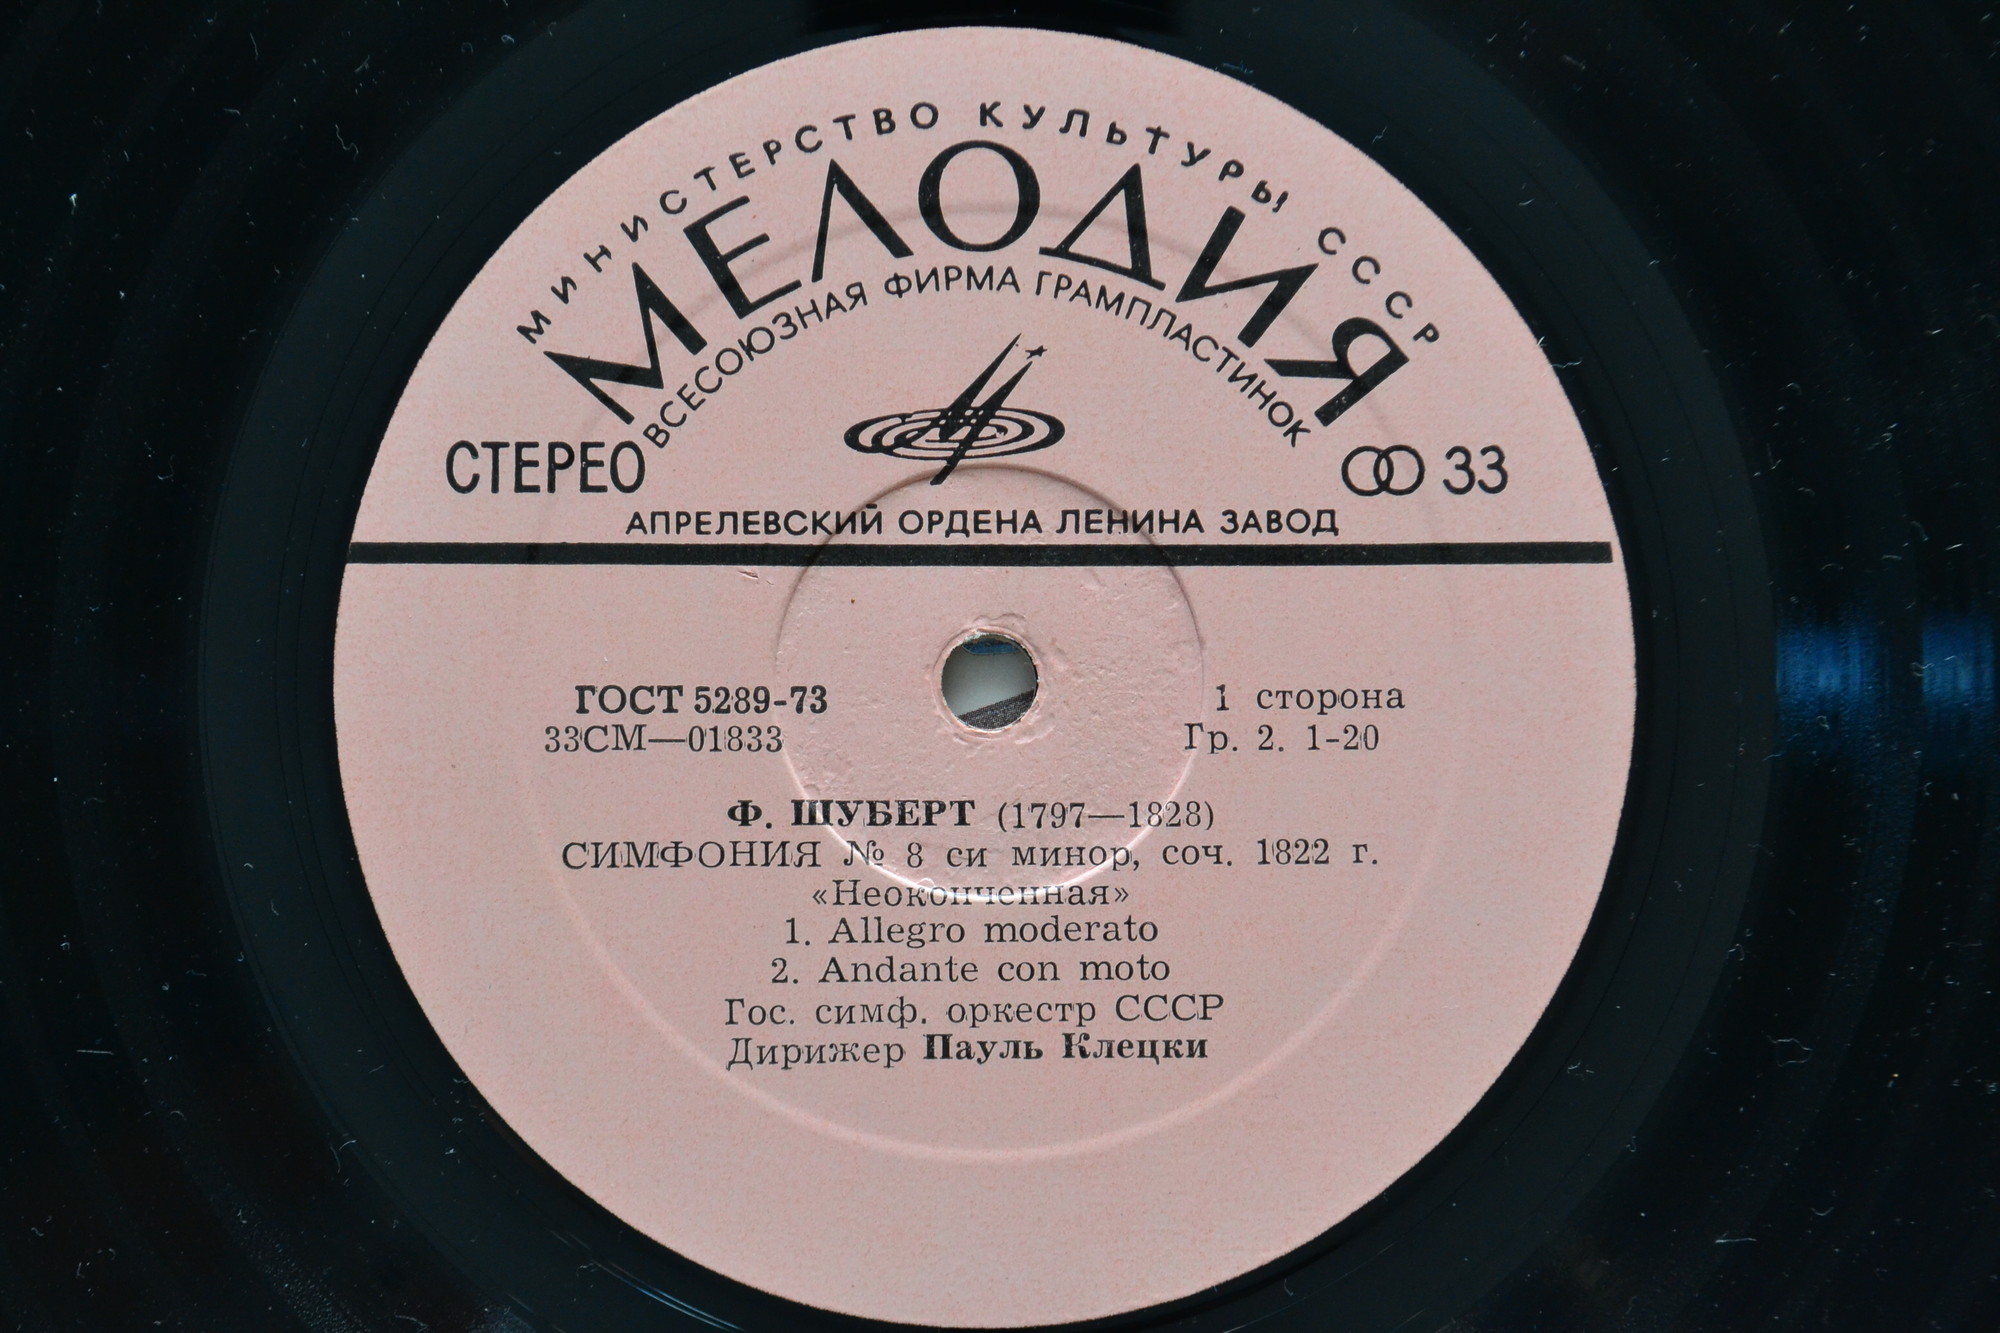 МИНИСТЕРСТВО КУЛЬТУРЫ СССР
МЕЛОДИЯ
ВСЕСОЮЗНАЯ ФИРМА ГРАМПЛАСТИНОК
СТЕРЕО 33
АПРЕЛЕВСКИЙ ОРДЕНА ЛЕНИНА ЗАВОД
ГОСТ 5289-73 1 сторона
33СМ—01833 Гр. 2. 1-20
Ф. ШУБЕРТ (1797—1828)
СИМФОНИЯ № 8 си минор, соч. 1822 г.
«Неоконченная»
1. Allegro moderato
2. Andante con moto
Гос. симф. оркестр СССР
Дирижер Пауль Клецки